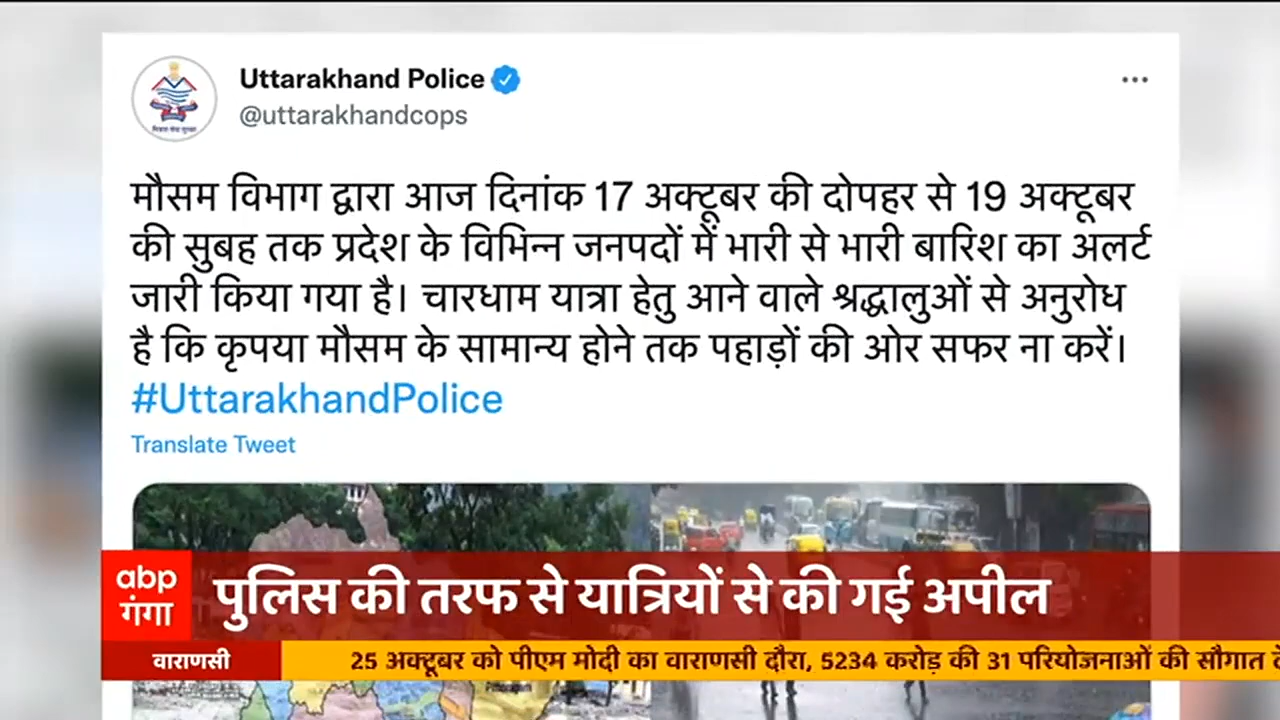 Uttarakhand Police
@uttarakhandcops
मौसम विभाग द्वारा आज दिनांक 17 अक्टूबर की दोपहर से 19 अक्टूबर
की सुबह तक प्रदेश के विभिन्न जनपदों में भारी से भारी बारिश का अलर्ट
जारी किया गया है। चारधाम यात्रा हेतु आने वाले श्रद्धालुओं से अनुरोध
है कि कृपया मौसम के सामान्य होने तक पहाड़ों की ओर सफर ना करें।
#UttarakhandPolice
Translate Tweet
abp
गंगा
पुलिस की तरफ से यात्रियों से की गई अपील
वाराणसी
25 अक्टूबर को पीएम मोदी का वाराणसी दौरा, 5234 करोड़ की 31 परियोजनाओं की सौगात